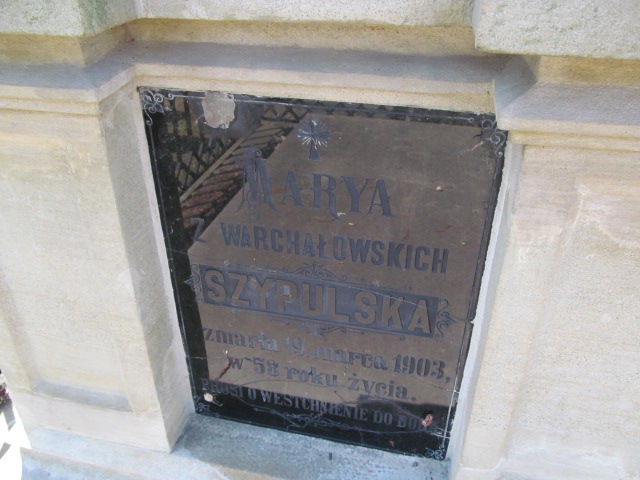 MARYA
Z WARCHAŁOWSKICH
SZYPULSKA
zmarła 19. marca 1903,
w 58 roku życia.
PROSI O WESTCHNIENIE DO BOGA